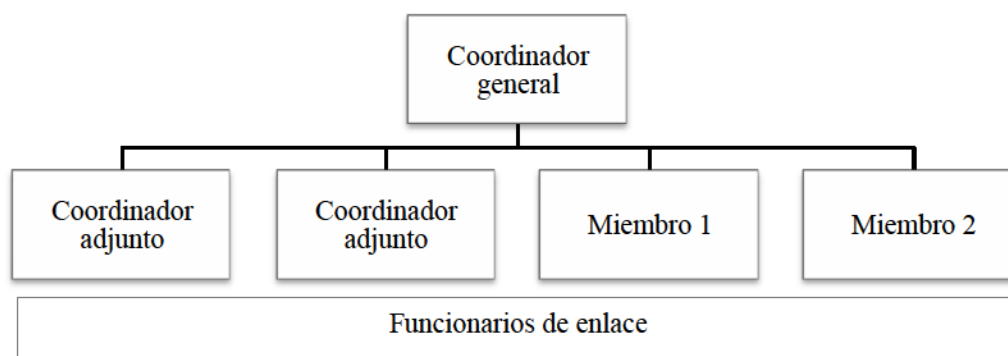 Coordinador
general
Coordinador
adjunto
Coordinador
adjunto
Miembro 1
Miembro 2
Funcionarios de enlace